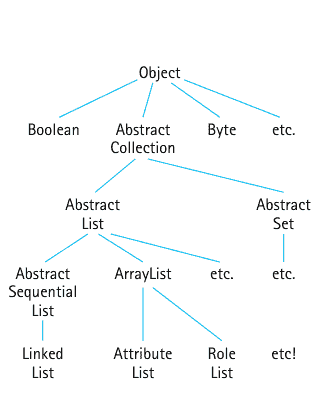 Object
Boolean
Abstract
Collection
Byte
etc.
Abstract
List
Abstract
Set
Abstract
Sequential
List
ArrayList
etc.
etc.
Linked
List
Attribute
List
Role
List
etc!